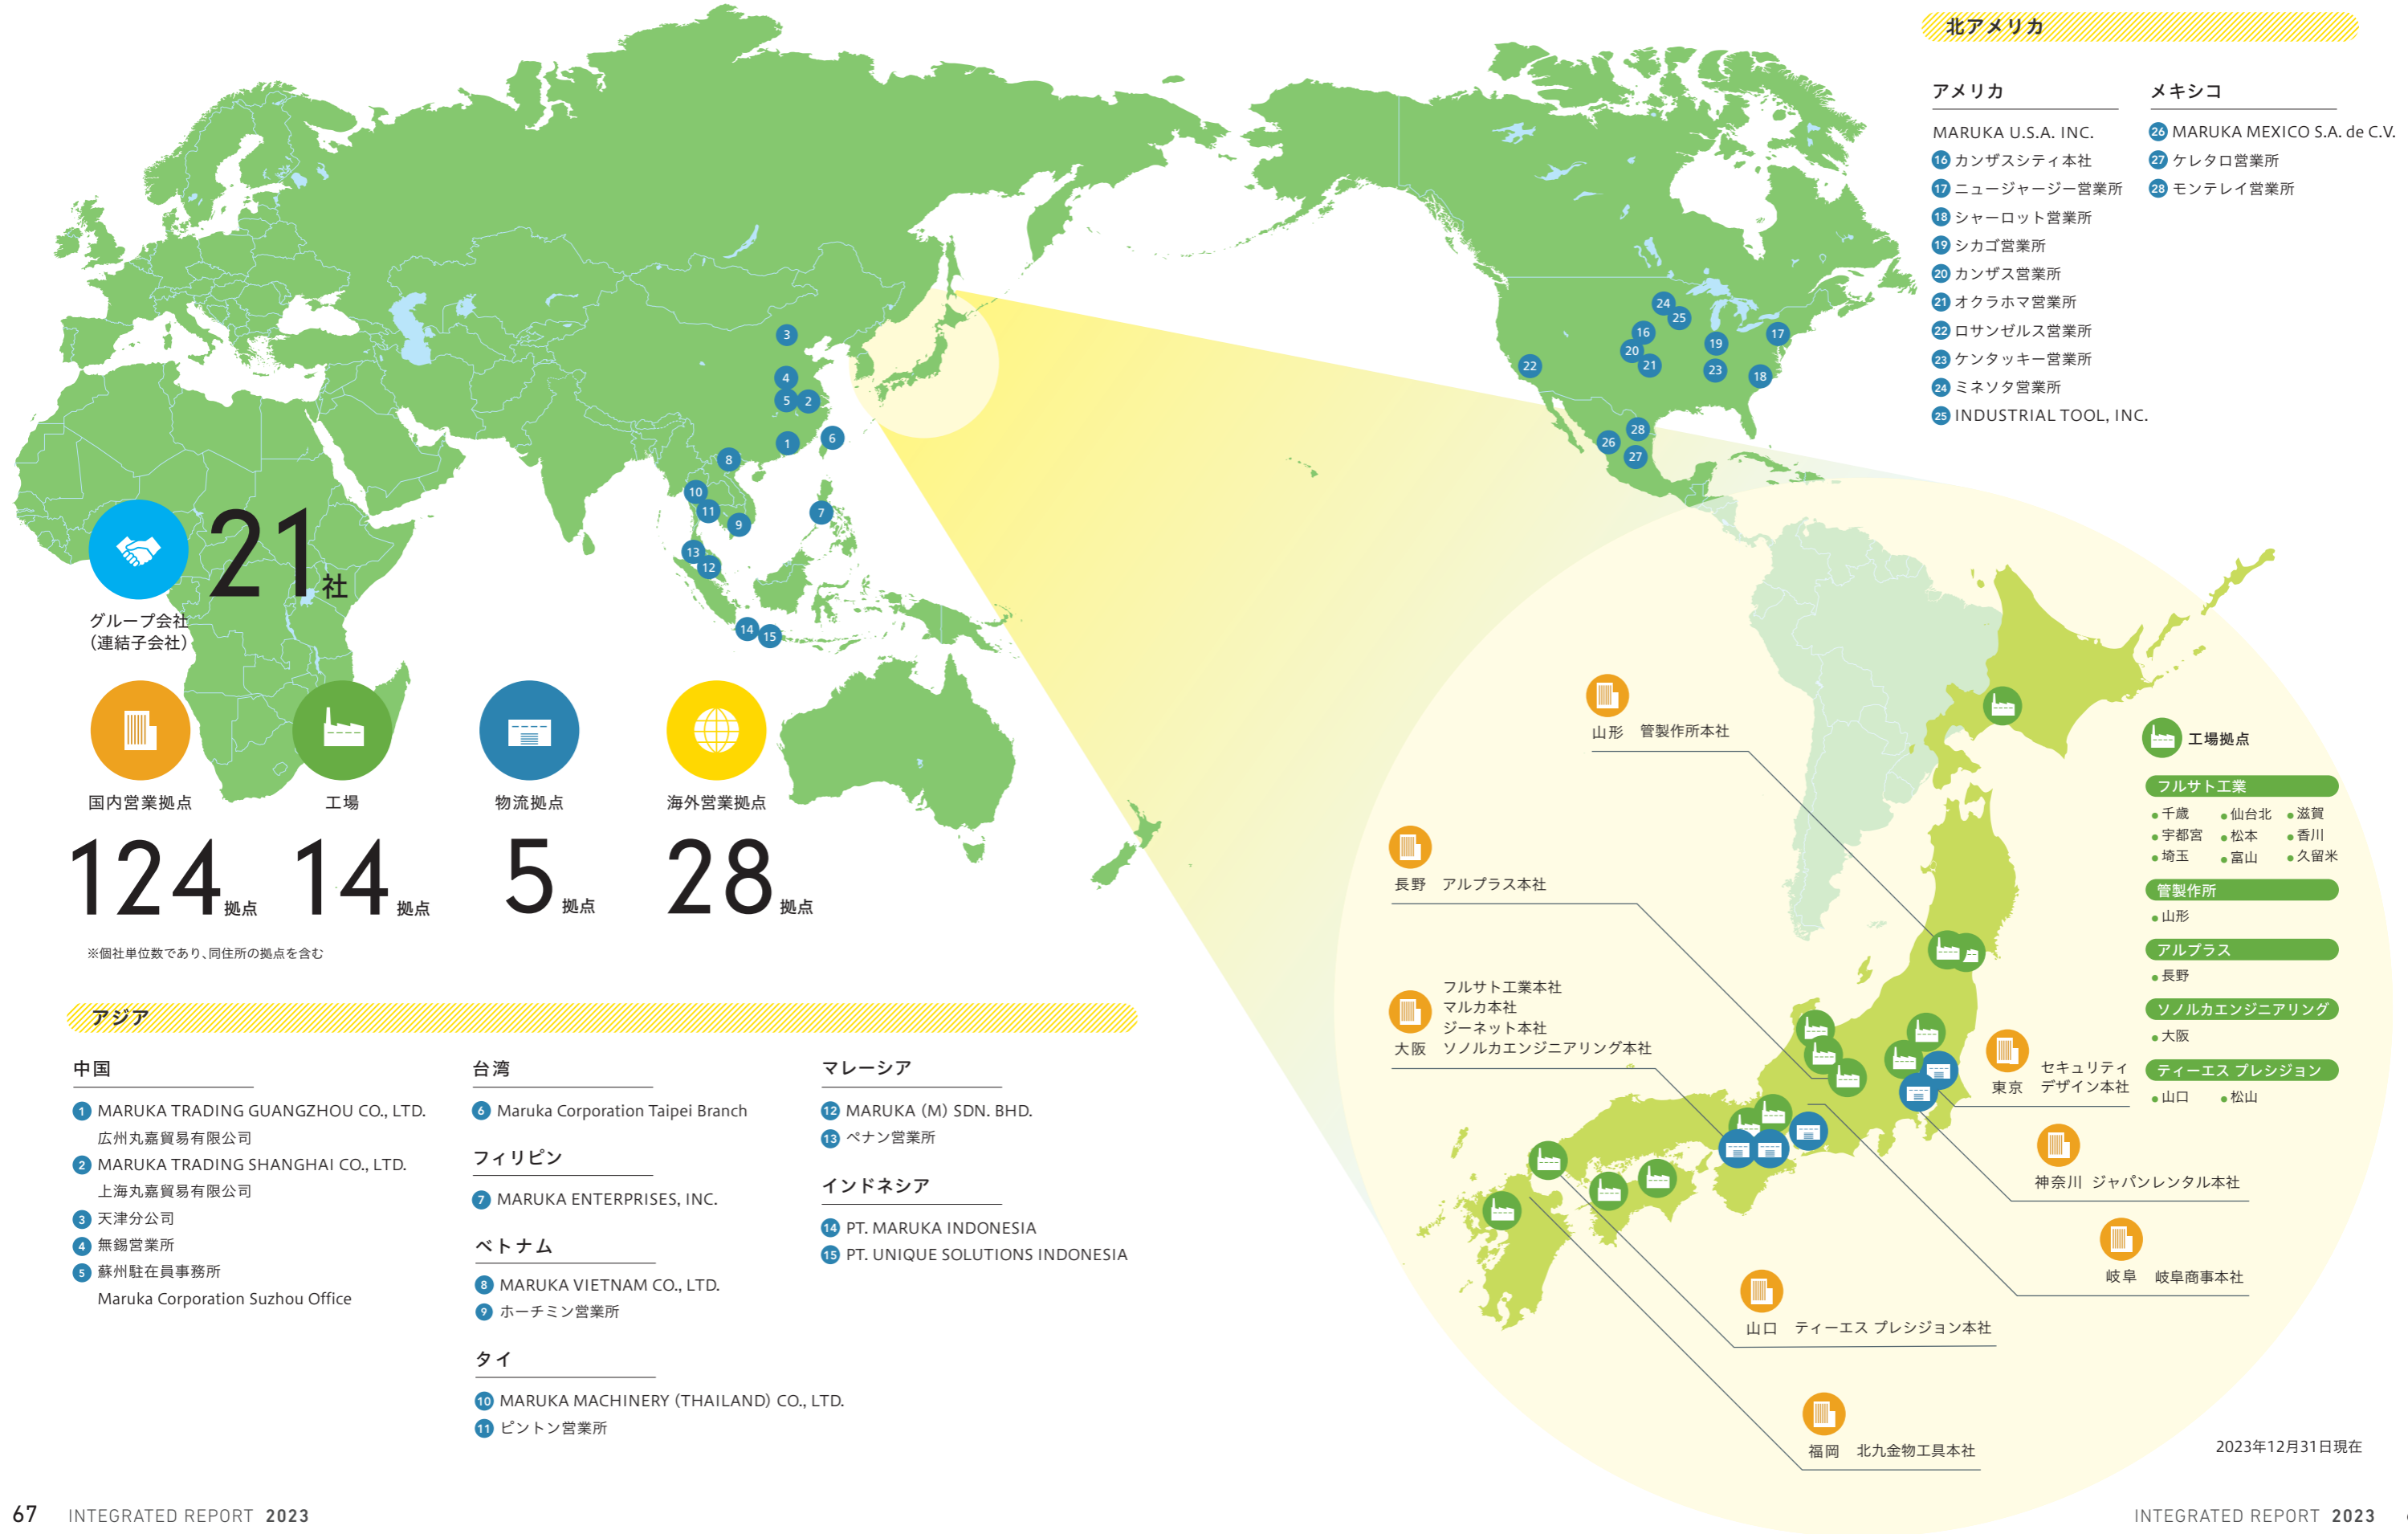 21社
グループ会社
（連結子会社）
国内営業拠点
124拠点
工場
14拠点
物流拠点
5拠点
海外営業拠点
28拠点
※個社単位数であり、同住所の拠点を含む
3
4
5
2
1
6
8
10
11
9
7
13
12
14
15
24
25
16
20
21
19
17
23
18
22
28
26
27
アジア
中国
1 MARUKA TRADING GUANGZHOU CO., LTD.
広州丸嘉貿易有限公司
2 MARUKA TRADING SHANGHAI CO., LTD.
上海丸嘉貿易有限公司
3 天津分公司
4 無錫営業所
5 蘇州駐在員事務所
Maruka Corporation Suzhou Office
台湾
6 Maruka Corporation Taipei Branch
フィリピン
7 MARUKA ENTERPRISES, INC.
ベトナム
8 MARUKA VIETNAM CO., LTD.
9 ホーチミン営業所
タイ
10 MARUKA MACHINERY (THAILAND) CO., LTD.
11 ピントン営業所
マレーシア
12 MARUKA (M) SDN. BHD.
13 ペナン営業所
インドネシア
14 PT. MARUKA INDONESIA
15 PT. UNIQUE SOLUTIONS INDONESIA
北アメリカ
アメリカ
MARUKA U.S.A. INC.
16 カンザスシティ本社
17 ニュージャージー営業所
18 シャーロット営業所
19 シカゴ営業所
20 カンザス営業所
21 オクラホマ営業所
22 ロサンゼルス営業所
23 ケンタッキー営業所
24 ミネソタ営業所
25 INDUSTRIAL TOOL, INC.
メキシコ
26 MARUKA MEXICO S.A. de C.V.
27 ケレタロ営業所
28 モンテレイ営業所
山形 管製作所本社
長野 アルプラス本社
フルサト工業本社
マルカ本社
ジーネット本社
大阪 ソノルカエンジニアリング本社
東京 セキュリティ
デザイン本社
神奈川 ジャパンレンタル本社
岐阜 岐阜商事本社
山口 ティーエス プレシジョン本社
福岡 北九金物工具本社
工場拠点
フルサト工業
●千歳 ●仙台北 ●滋賀
●宇都宮 ●松本 ●香川
●埼玉 ●富山 ●久留米
管製作所
●山形
アルプラス
●長野
ソノルカエンジニアリング
●大阪
ティーエス プレシジョン
●山口 ●松山
2023年12月31日現在
67 INTEGRATED REPORT 2023
INTEGRATED REPORT 2023